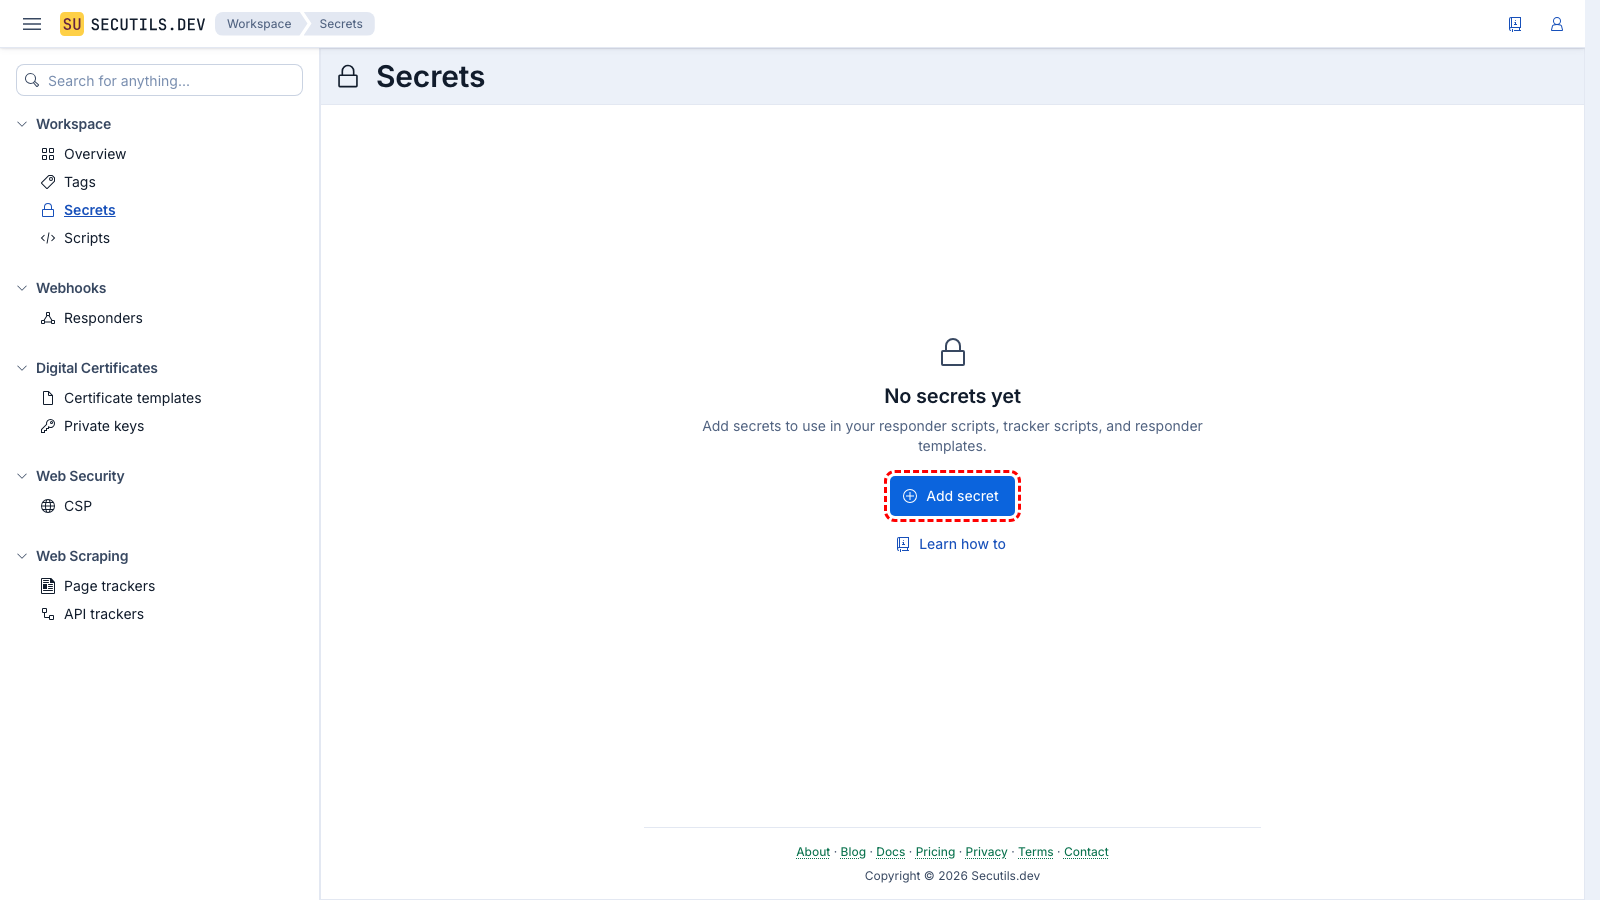 SU SECUTILS.DEV Workspace Secrets
Search for anything...
Workspace
Overview
Tags
Secrets
Scripts
Webhooks
Responders
Digital Certificates
Certificate templates
Private keys
Web Security
CSP
Web Scraping
Page trackers
API trackers
Secrets
No secrets yet
Add secrets to use in your responder scripts, tracker scripts, and responder
templates.
Add secret
Learn how to
About · Blog · Docs · Pricing · Privacy · Terms · Contact
Copyright © 2026 Secutils.dev